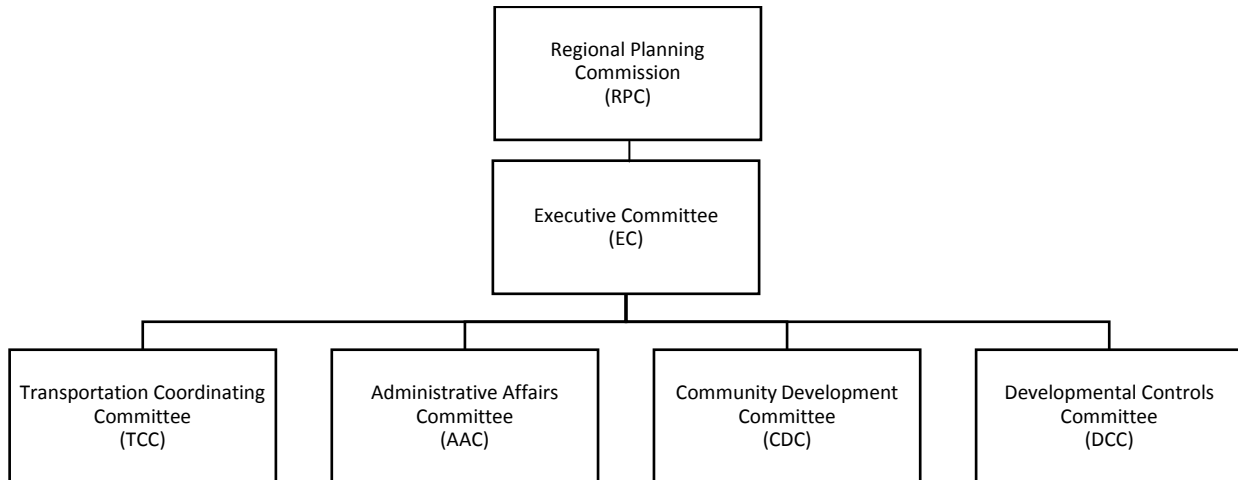 Regional Planning
Commission
(RPC)
Executive Committee
(EC)
Transportation Coordinating
Committee
(TCC)
Administrative Affairs
Committee
(AAC)
Community Development
Committee
(CDC)
Developmental Controls
Committee
(DCC)